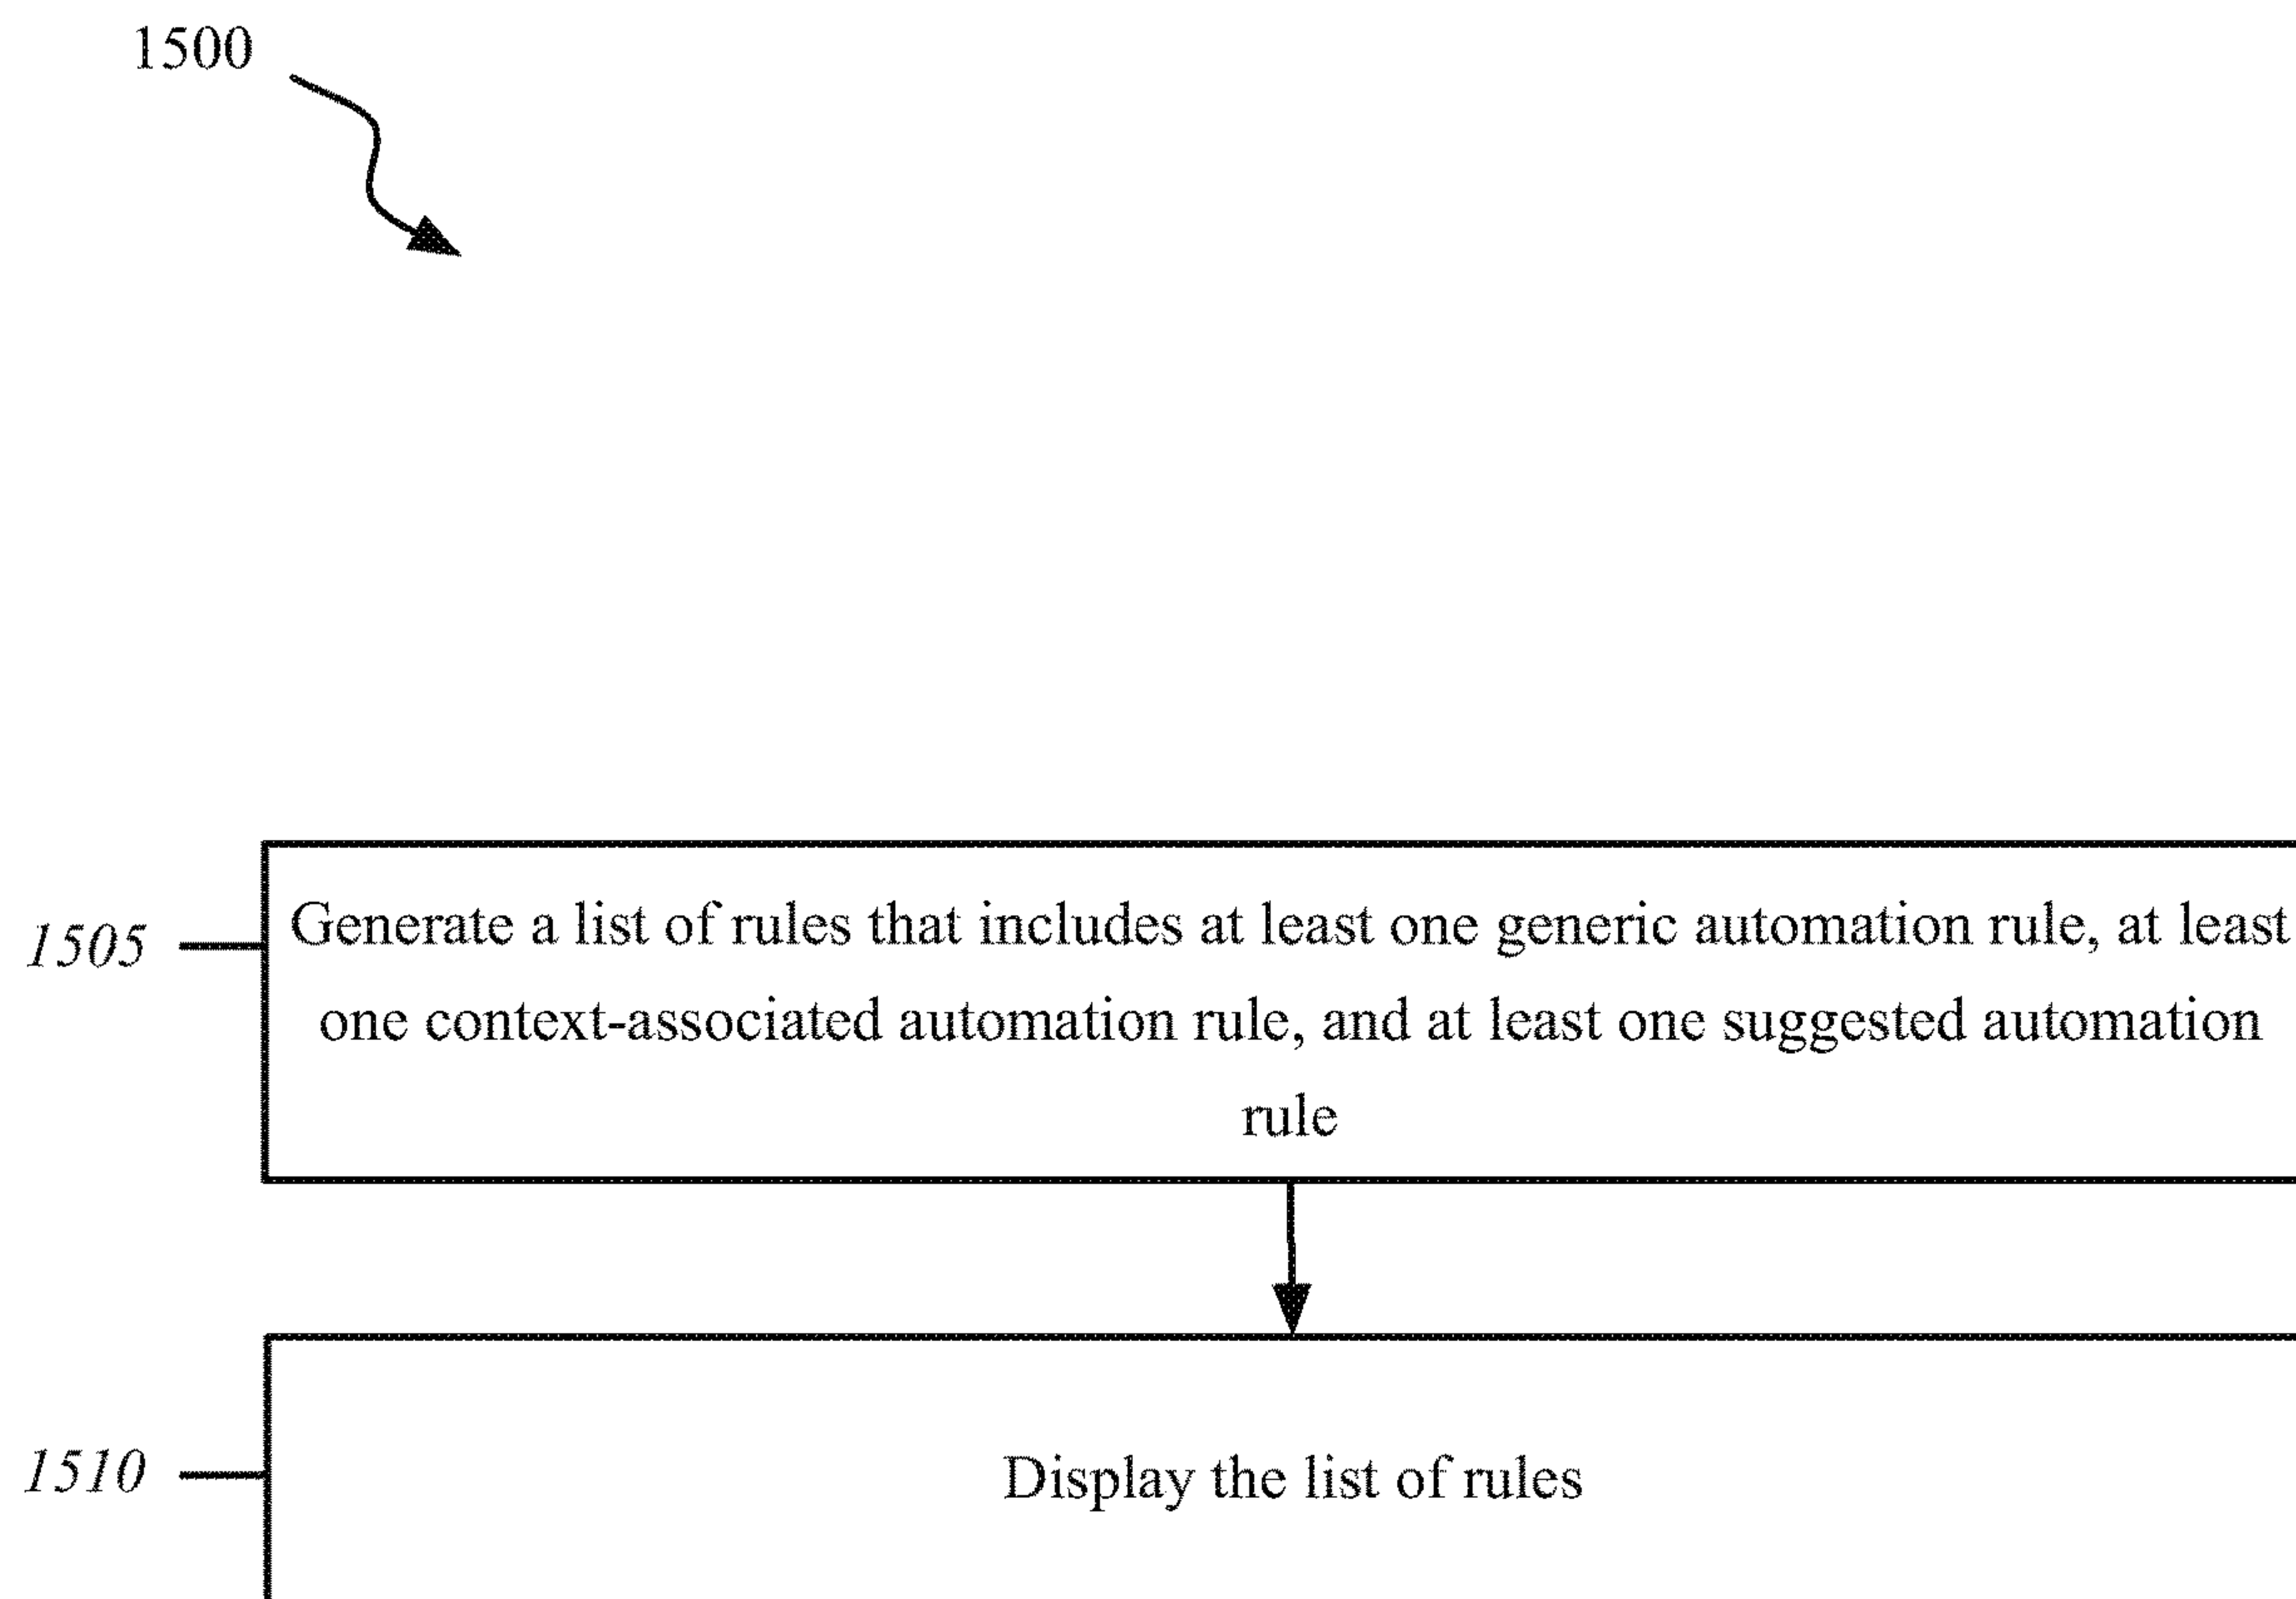 1500
1505
Generate a list of rules that includes at least one generic automation rule, at least
one context-associated automation rule, and at least one suggested automation
rule
1510
Display the list of rules